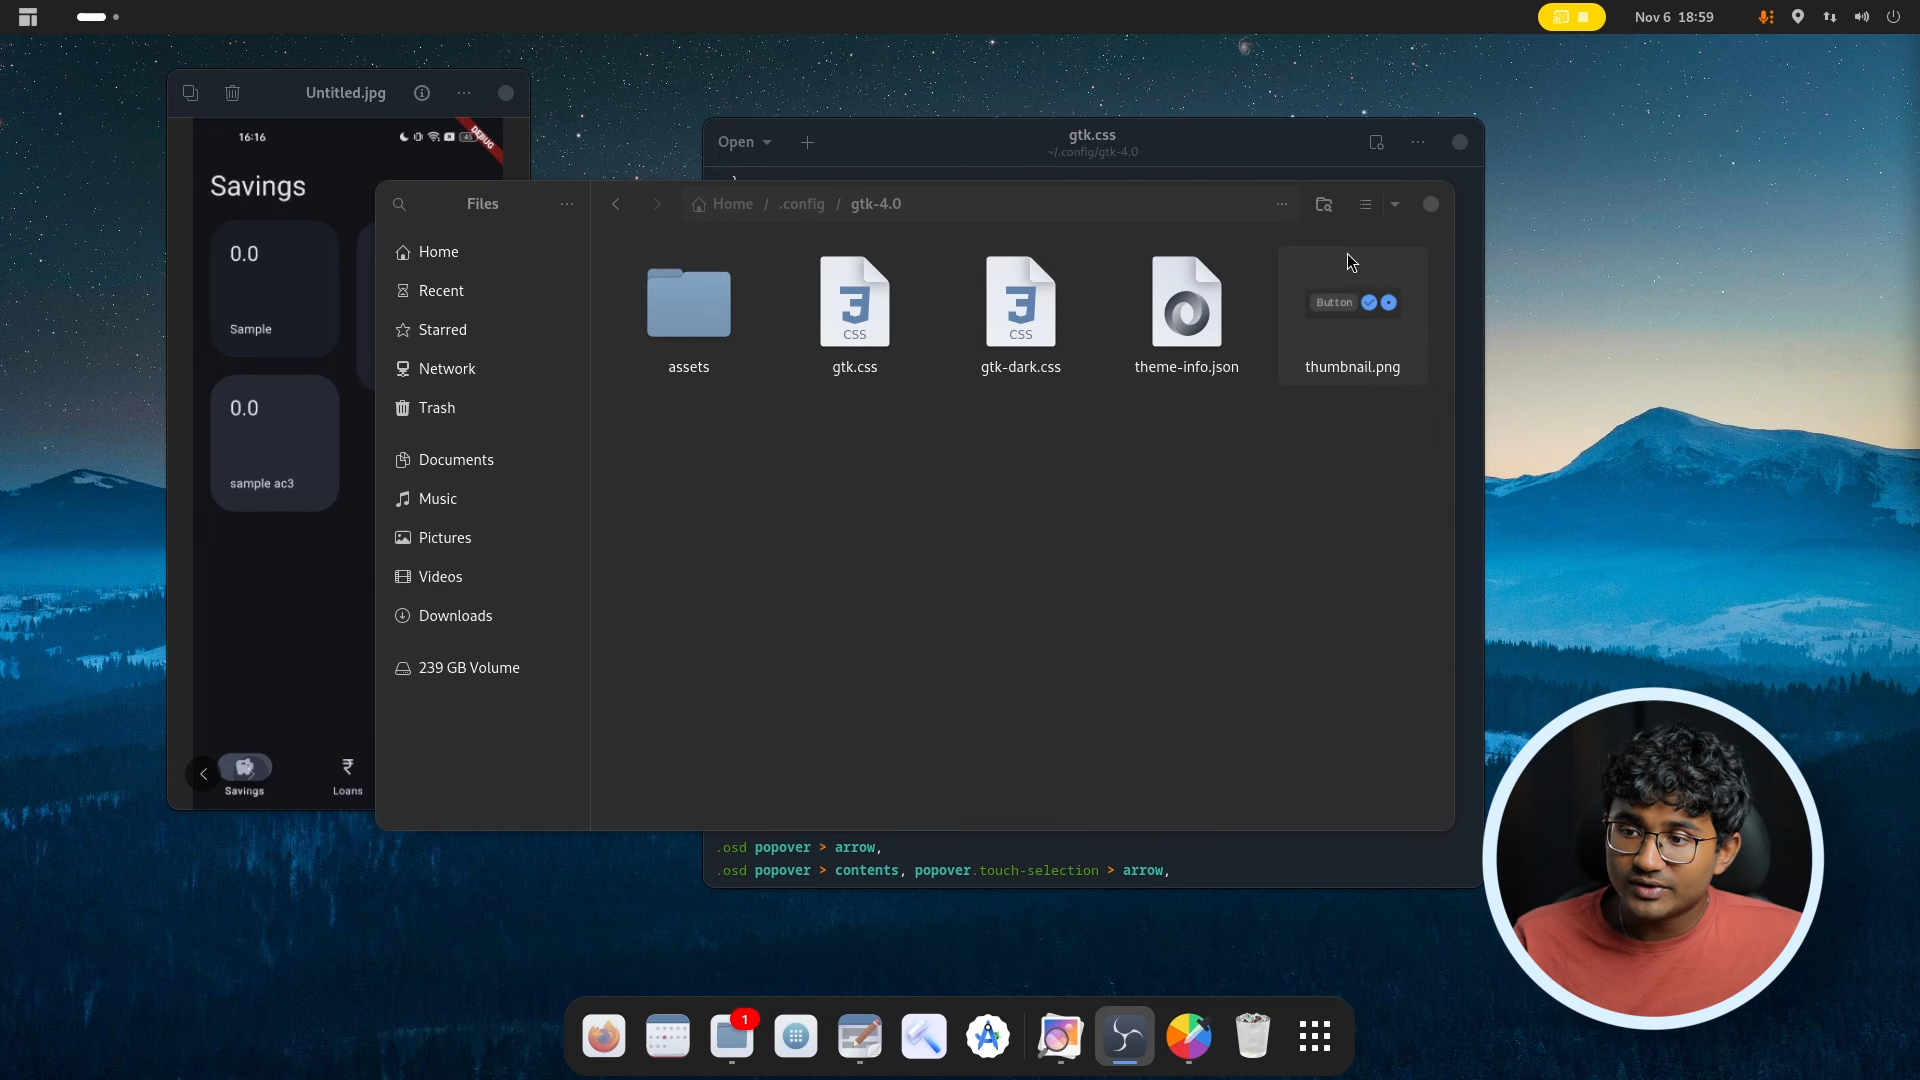 Nov 6 18:59
Untitled.jpg
16:16
DEBUG
Savings
0.0
Sample
0.0
sample ac3
Savings
Loans
Open
gtk.css
~/.config/gtk-4.0
Files
Home / .config / gtk-4.0
Home
Recent
Starred
Network
Trash
Documents
Music
Pictures
Videos
Downloads
239 GB Volume
CSS
CSS
Button
assets
gtk.css
gtk-dark.css
theme-info.json
thumbnail.png
.osd popover > arrow,
.osd popover > contents, popover.touch-selection > arrow,
1